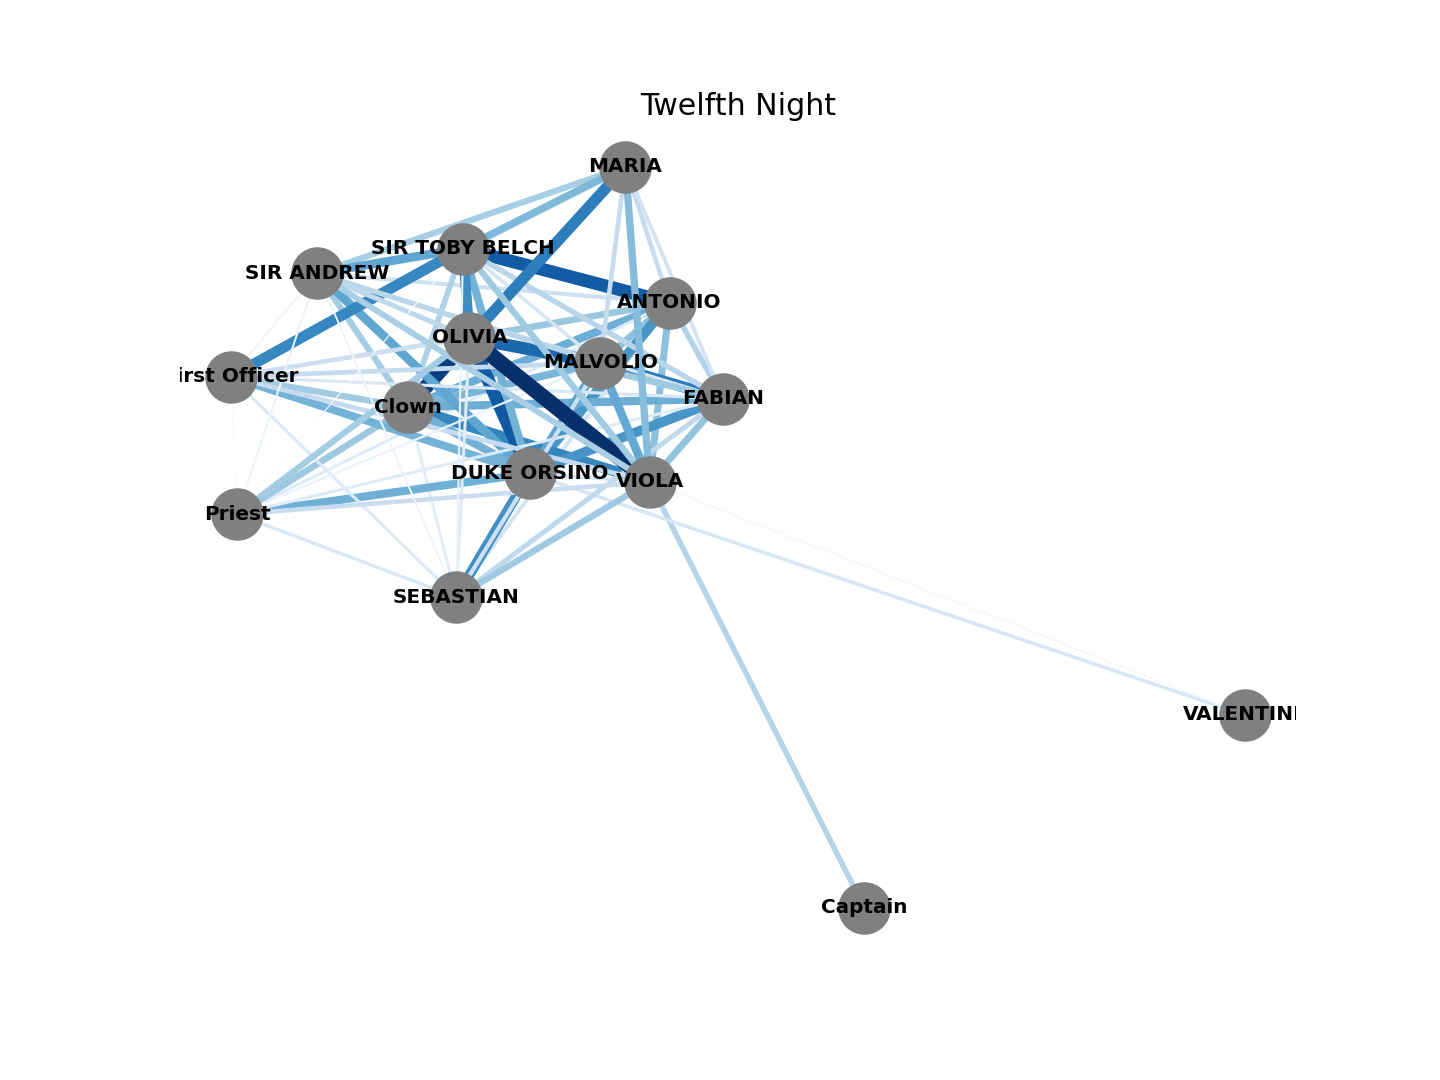 Twelfth Night
MARIA
SIR TOBY BELCH
SIR ANDREW
ANTONIO
OLIVIA
MALVOLIO
irst Officer
FABIAN
Clown
DUKE ORSINO
VIOLA
Priest
SEBASTIAN
VALENTIN
Captain